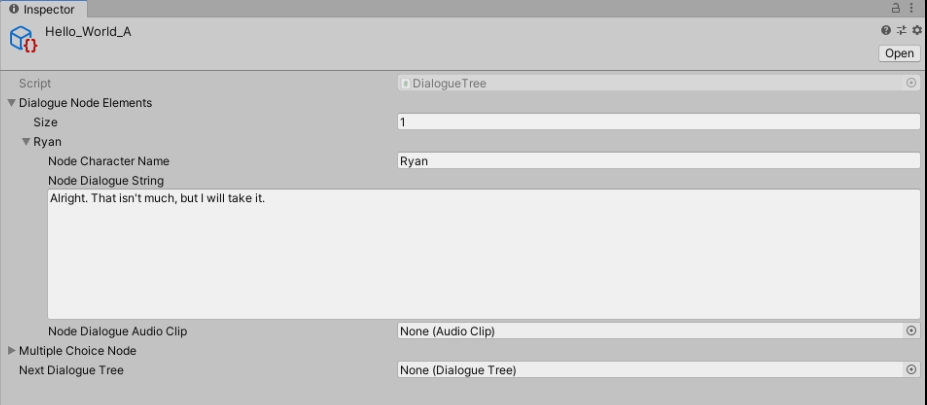 Inspector
Hello_World_A
Open
Script DialogueTree
Dialogue Node Elements
Size 1
Ryan
Node Character Name Ryan
Node Dialogue String
Alright. That isn't much, but I will take it.
Node Dialogue Audio Clip None (Audio Clip)
Multiple Choice Node
Next Dialogue Tree None (Dialogue Tree)